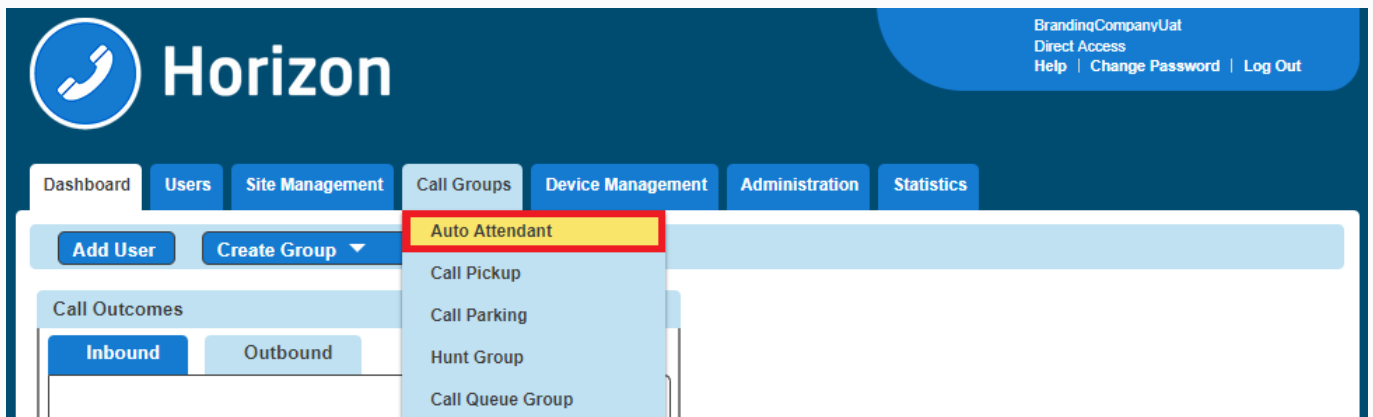 BrandingCompanyUat
Direct Access
Help | Change Password | Log Out
Horizon
Dashboard Users Site Management Call Groups Device Management Administration Statistics
Auto Attendant
Add User Create Group
Call Pickup
Call Outcomes
Call Parking
Inbound Outbound
Hunt Group
Call Queue Group